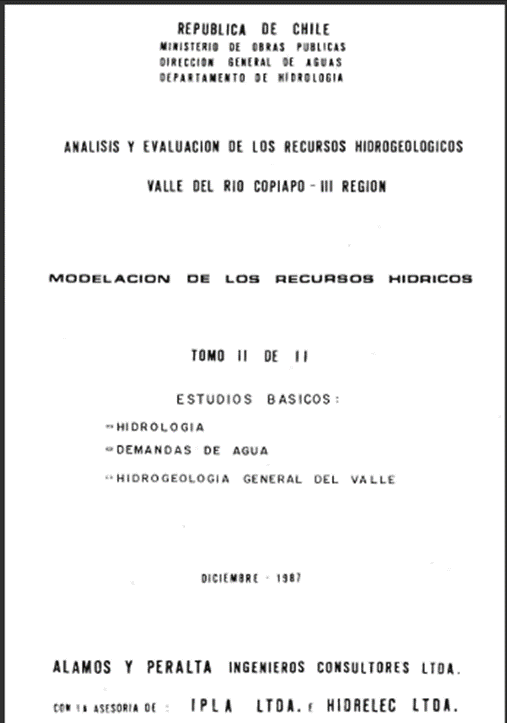 REPUBLICA DE CHILE
MINISTERIO DE OBRAS PUBLICAS
DIRECCION GENERAL DE AGUAS
DEPARTAMENTO DE HIDROLOGIA
ANALISIS Y EVALUACION DE LOS RECURSOS HIDROGEOLOGICOS
VALLE DEL RIO COPIAPO - III REGION
MODELACION DE LOS RECURSOS HIDRICOS
TOMO II DE II
ESTUDIOS BASICOS:
-HIDROLOGIA
-DEMANDAS DE AGUA
-HIDROGEOLOGIA GENERAL DEL VALLE
DICIEMBRE - 1987
ALAMOS Y PERALTA INGENIEROS CONSULTORES LTDA.
CON LA ASESORIA DE : IPLA LTDA. E HIDRELEC LTDA.